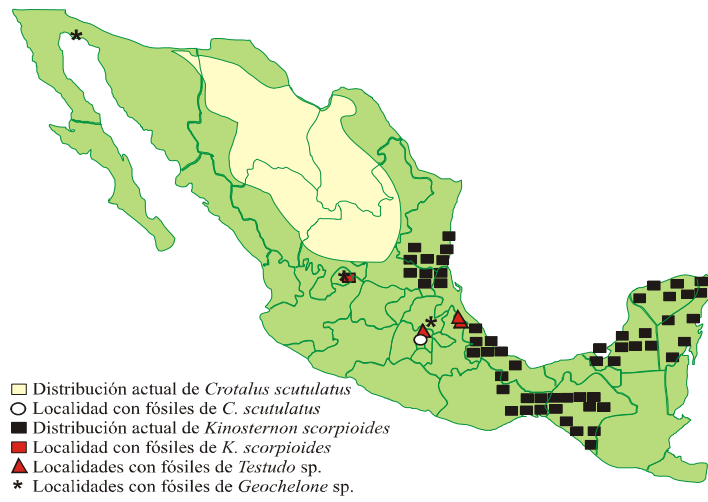 Distribución actual de Crotalus scutulatus
Localidad con fósiles de C. scutulatus
Distribución actual de Kinosternon scorpioides
Localidad con fósiles de K. scorpioides
Localidades con fósiles de Testudo sp.
Localidades con fósiles de Geochelone sp.